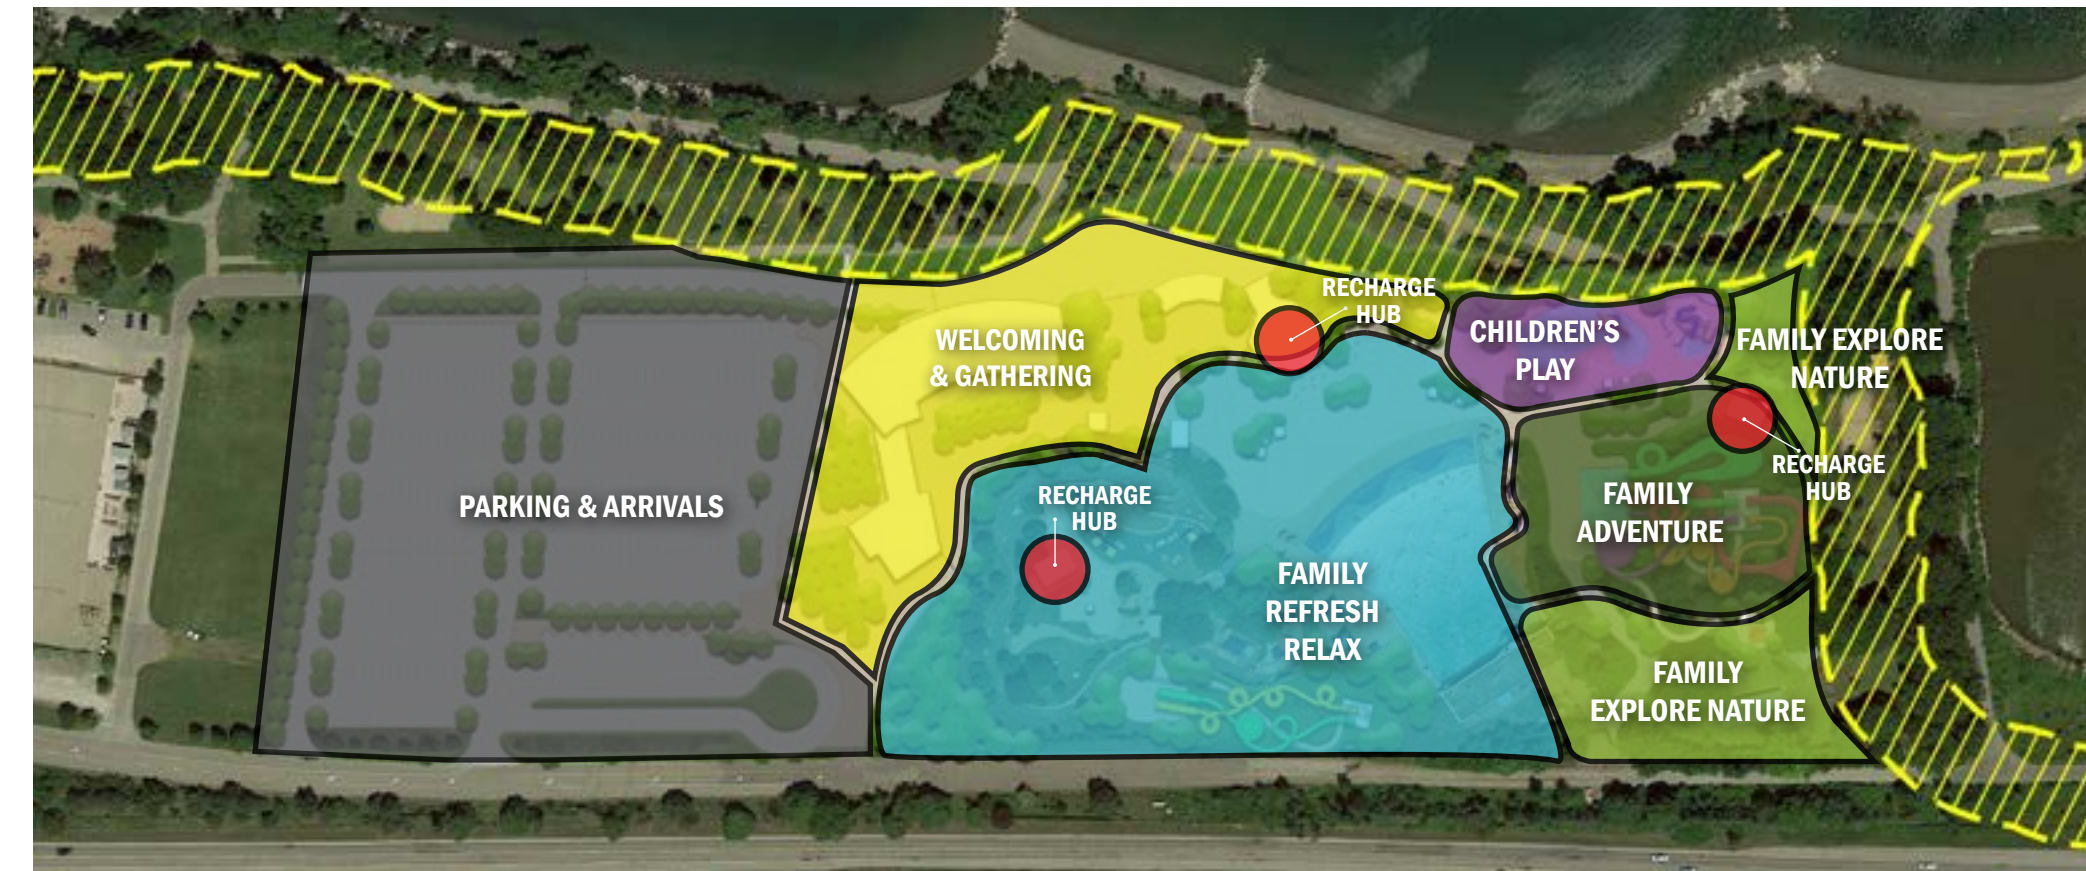 RECHARGE
HUB
WELCOMING
& GATHERING
CHILDREN'S
PLAY
FAMILY EXPLORE
NATURE
RECHARGE
HUB
PARKING & ARRIVALS
RECHARGE
HUB
FAMILY
ADVENTURE
FAMILY
REFRESH
RELAX
FAMILY
EXPLORE NATURE